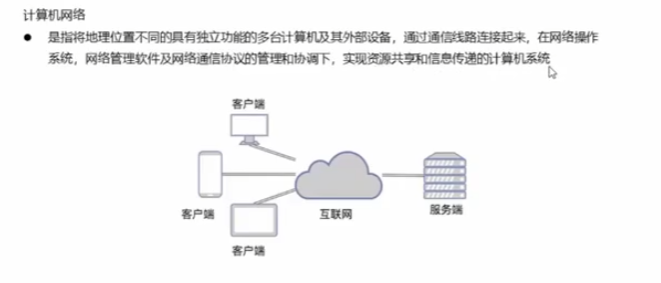 计算机网络
● 是指将地理位置不同的具有独立功能的多台计算机及其外部设备，通过通信线路连接起来，在网络操作
系统，网络管理软件及网络通信协议的管理和协调下，实现资源共享和信息传递的计算机系统
客户端
客户端
互联网
服务端
客户端